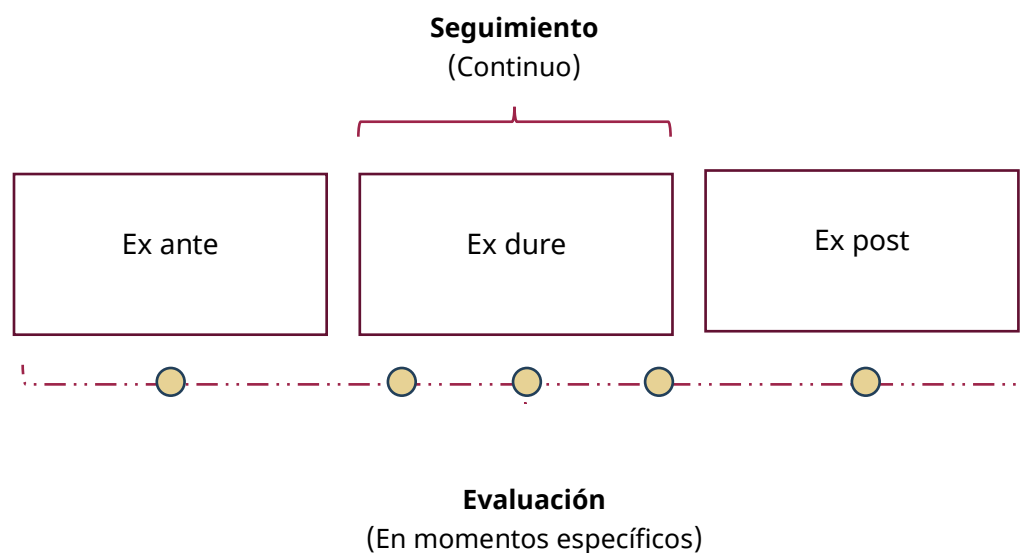 Seguimiento
(Continuo)
Ex ante
Ex dure
Ex post
Evaluación
(En momentos específicos)